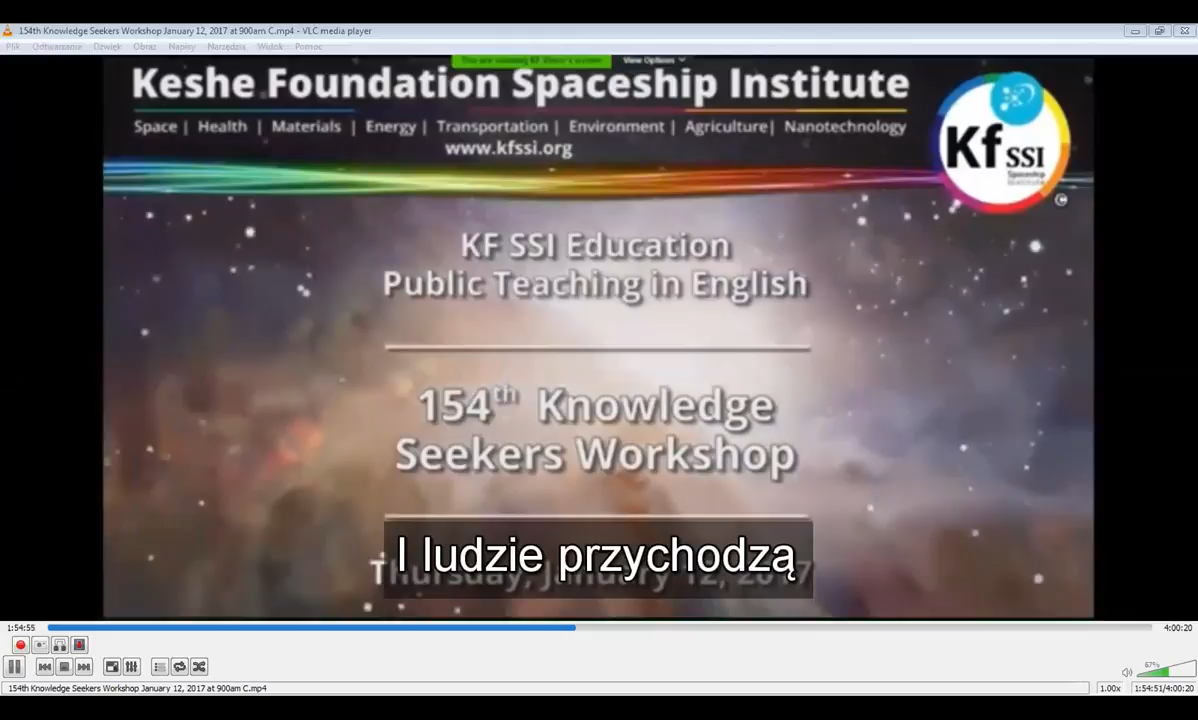 154th Knowledge Seekers Workshop January 12, 2017 at 900am C.mp4 - VLC media player
Plik Odtwarzanie Dźwięk Obraz Napisy Narzędzia Widok Pomoc
View Options
Keshe Foundation Spaceship Institute
Space | Health | Materials | Energy | Transportation | Environment | Agriculture | Nanotechnology
www.kfssi.org
Kf SSI
Spaceship
Institute
©
KF SSI Education
Public Teaching in English
154th Knowledge
Seekers Workshop
I ludzie przychodzą
Thursday, January 12, 2017
1:54:55
4:00:20
67%
154th Knowledge Seekers Workshop January 12, 2017 at 900am C.mp4
1.00x
1:54:51/4:00:20